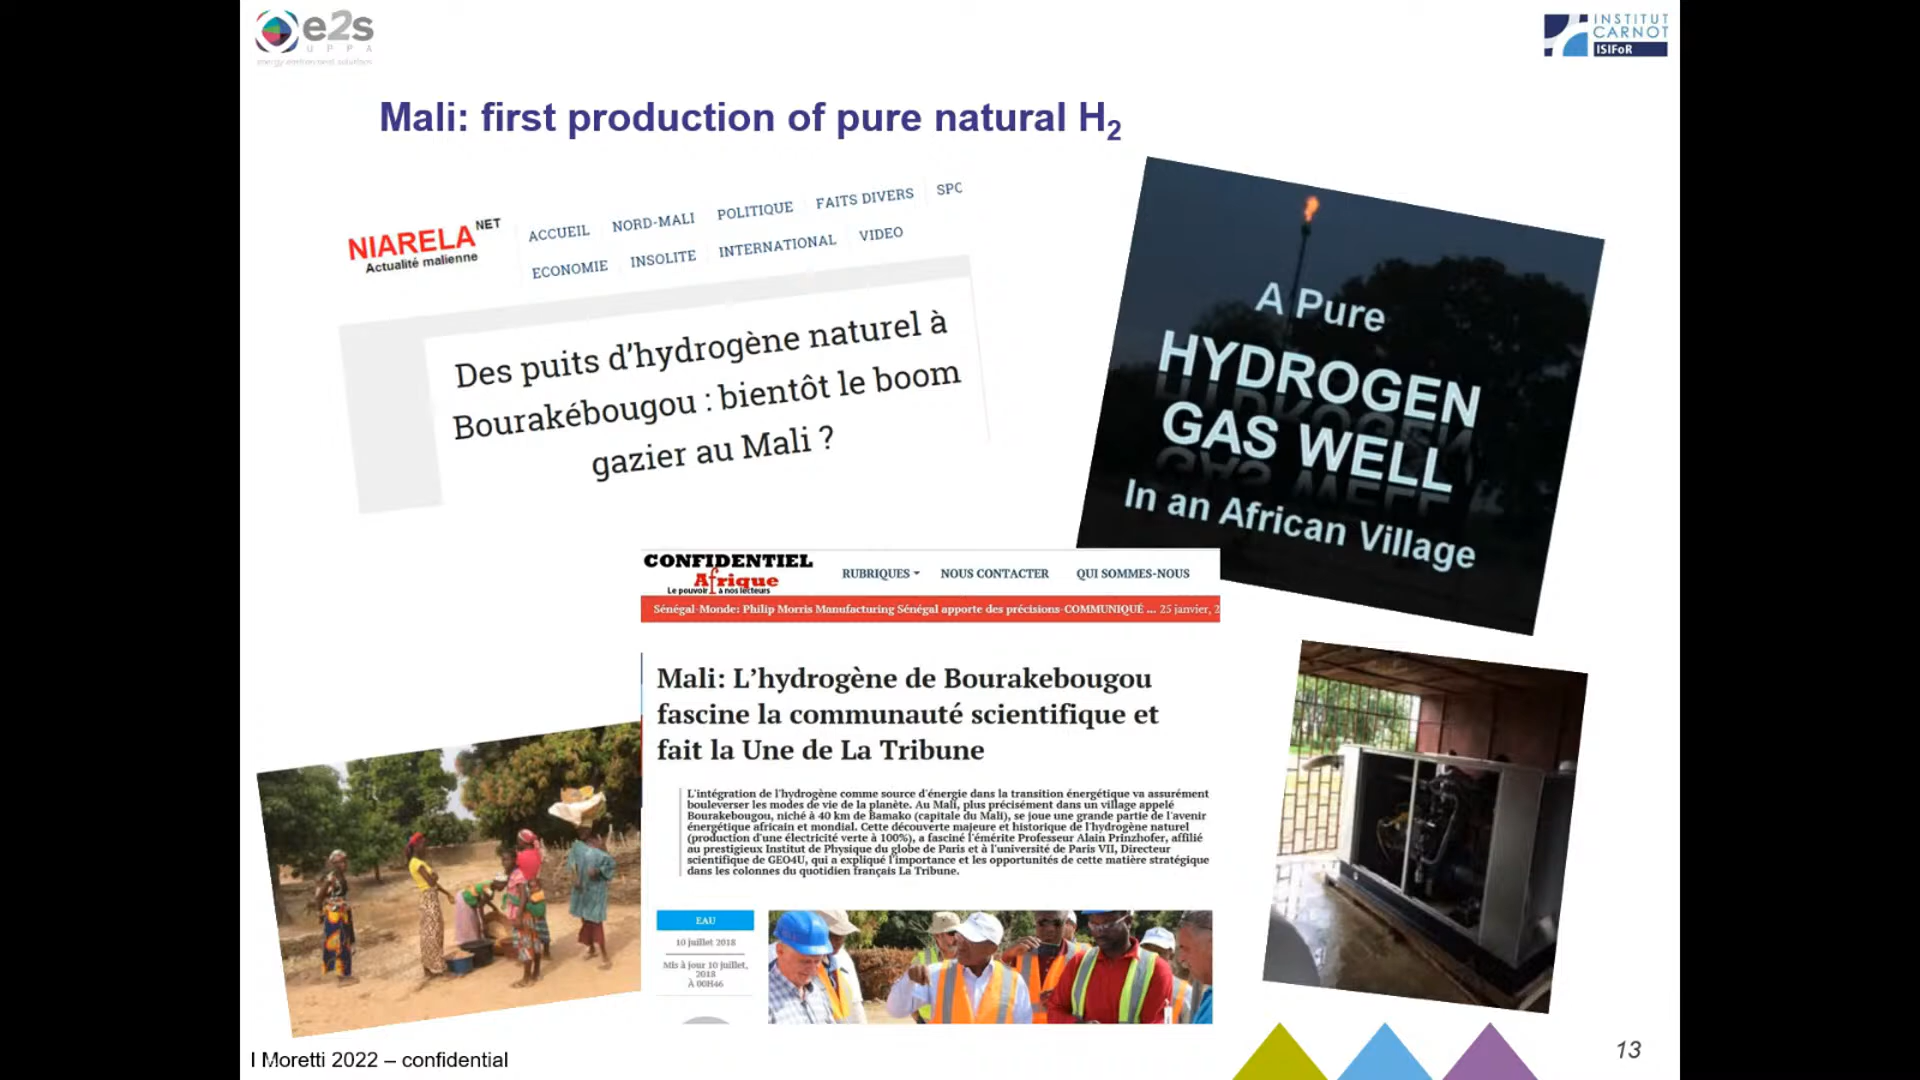 e2s
UPPA
energy environment solutions
INSTITUT
CARNOT
ISIFoR
Mali: first production of pure natural H2
NIARELA NET
Actualité malienne
ACCUEIL NORD-MALI POLITIQUE FAITS DIVERS SPO
ECONOMIE INSOLITE INTERNATIONAL VIDEO
Des puits d'hydrogène naturel à
Bourakébougou : bientôt le boom
gazier au Mali ?
A Pure
HYDROGEN
GAS WELL
In an African Village
CONFIDENTIEL
Afrique
Le pouvoir à nos lecteurs
RUBRIQUES NOUS CONTACTER QUI SOMMES-NOUS
Sénégal-Monde: Philip Morris Manufacturing Sénégal apporte des précisions-COMMUNIQUÉ ... 25 janvier, 2
Mali: L'hydrogène de Bourakebougou
fascine la communauté scientifique et
fait la Une de La Tribune
L'intégration de l'hydrogène comme source d'énergie dans la transition énergétique va assurément
bouleverser les modes de vie de la planète. Au Mali, plus précisément dans un village appelé
Bourakebougou, niché à 40 km de Bamako (capitale du Mali), se joue une grande partie de l'avenir
énergétique africain et mondial. Cette découverte majeure et historique de l'hydrogène naturel
(production d'une électricité verte à 100%), a fasciné l'émérite Professeur Alain Prinzhofer, affilié
au prestigieux Institut de Physique du globe de Paris et à l'université de Paris VII, Directeur
scientifique de GEO4U, qui a expliqué l'importance et les opportunités de cette matière stratégique
dans les colonnes du quotidien français La Tribune.
EAU
10 juillet 2018
Mis à jour 10 juillet,
2018
À 00H46
I Moretti 2022 – confidential
13